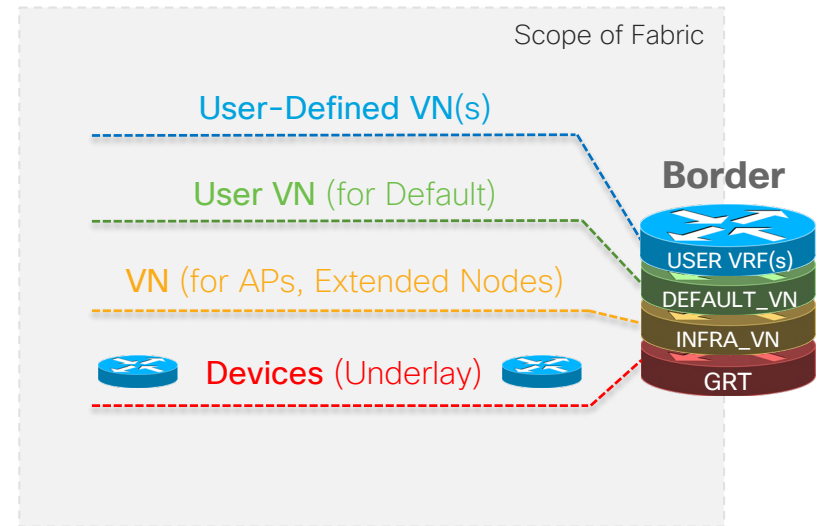 Scope of Fabric
User-Defined VN(s)
User VN (for Default)
VN (for APs, Extended Nodes)
Devices (Underlay)
Border
USER VRF(s)
DEFAULT_VN
INFRA_VN
GRT